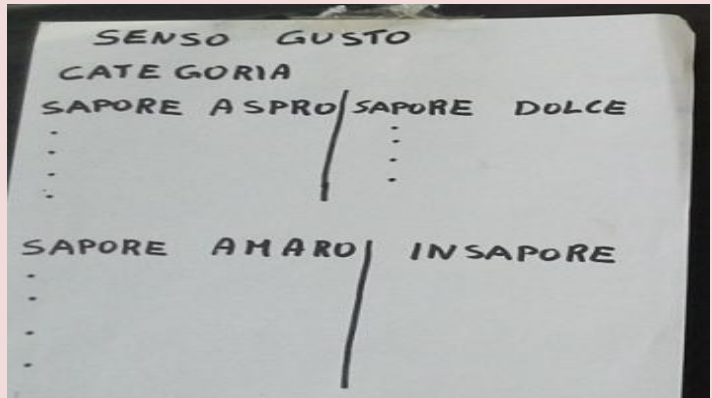 SENSO GUSTO
CATEGORIA
SAPORE ASPRO SAPORE DOLCE
SAPORE AMARO INSAPORE